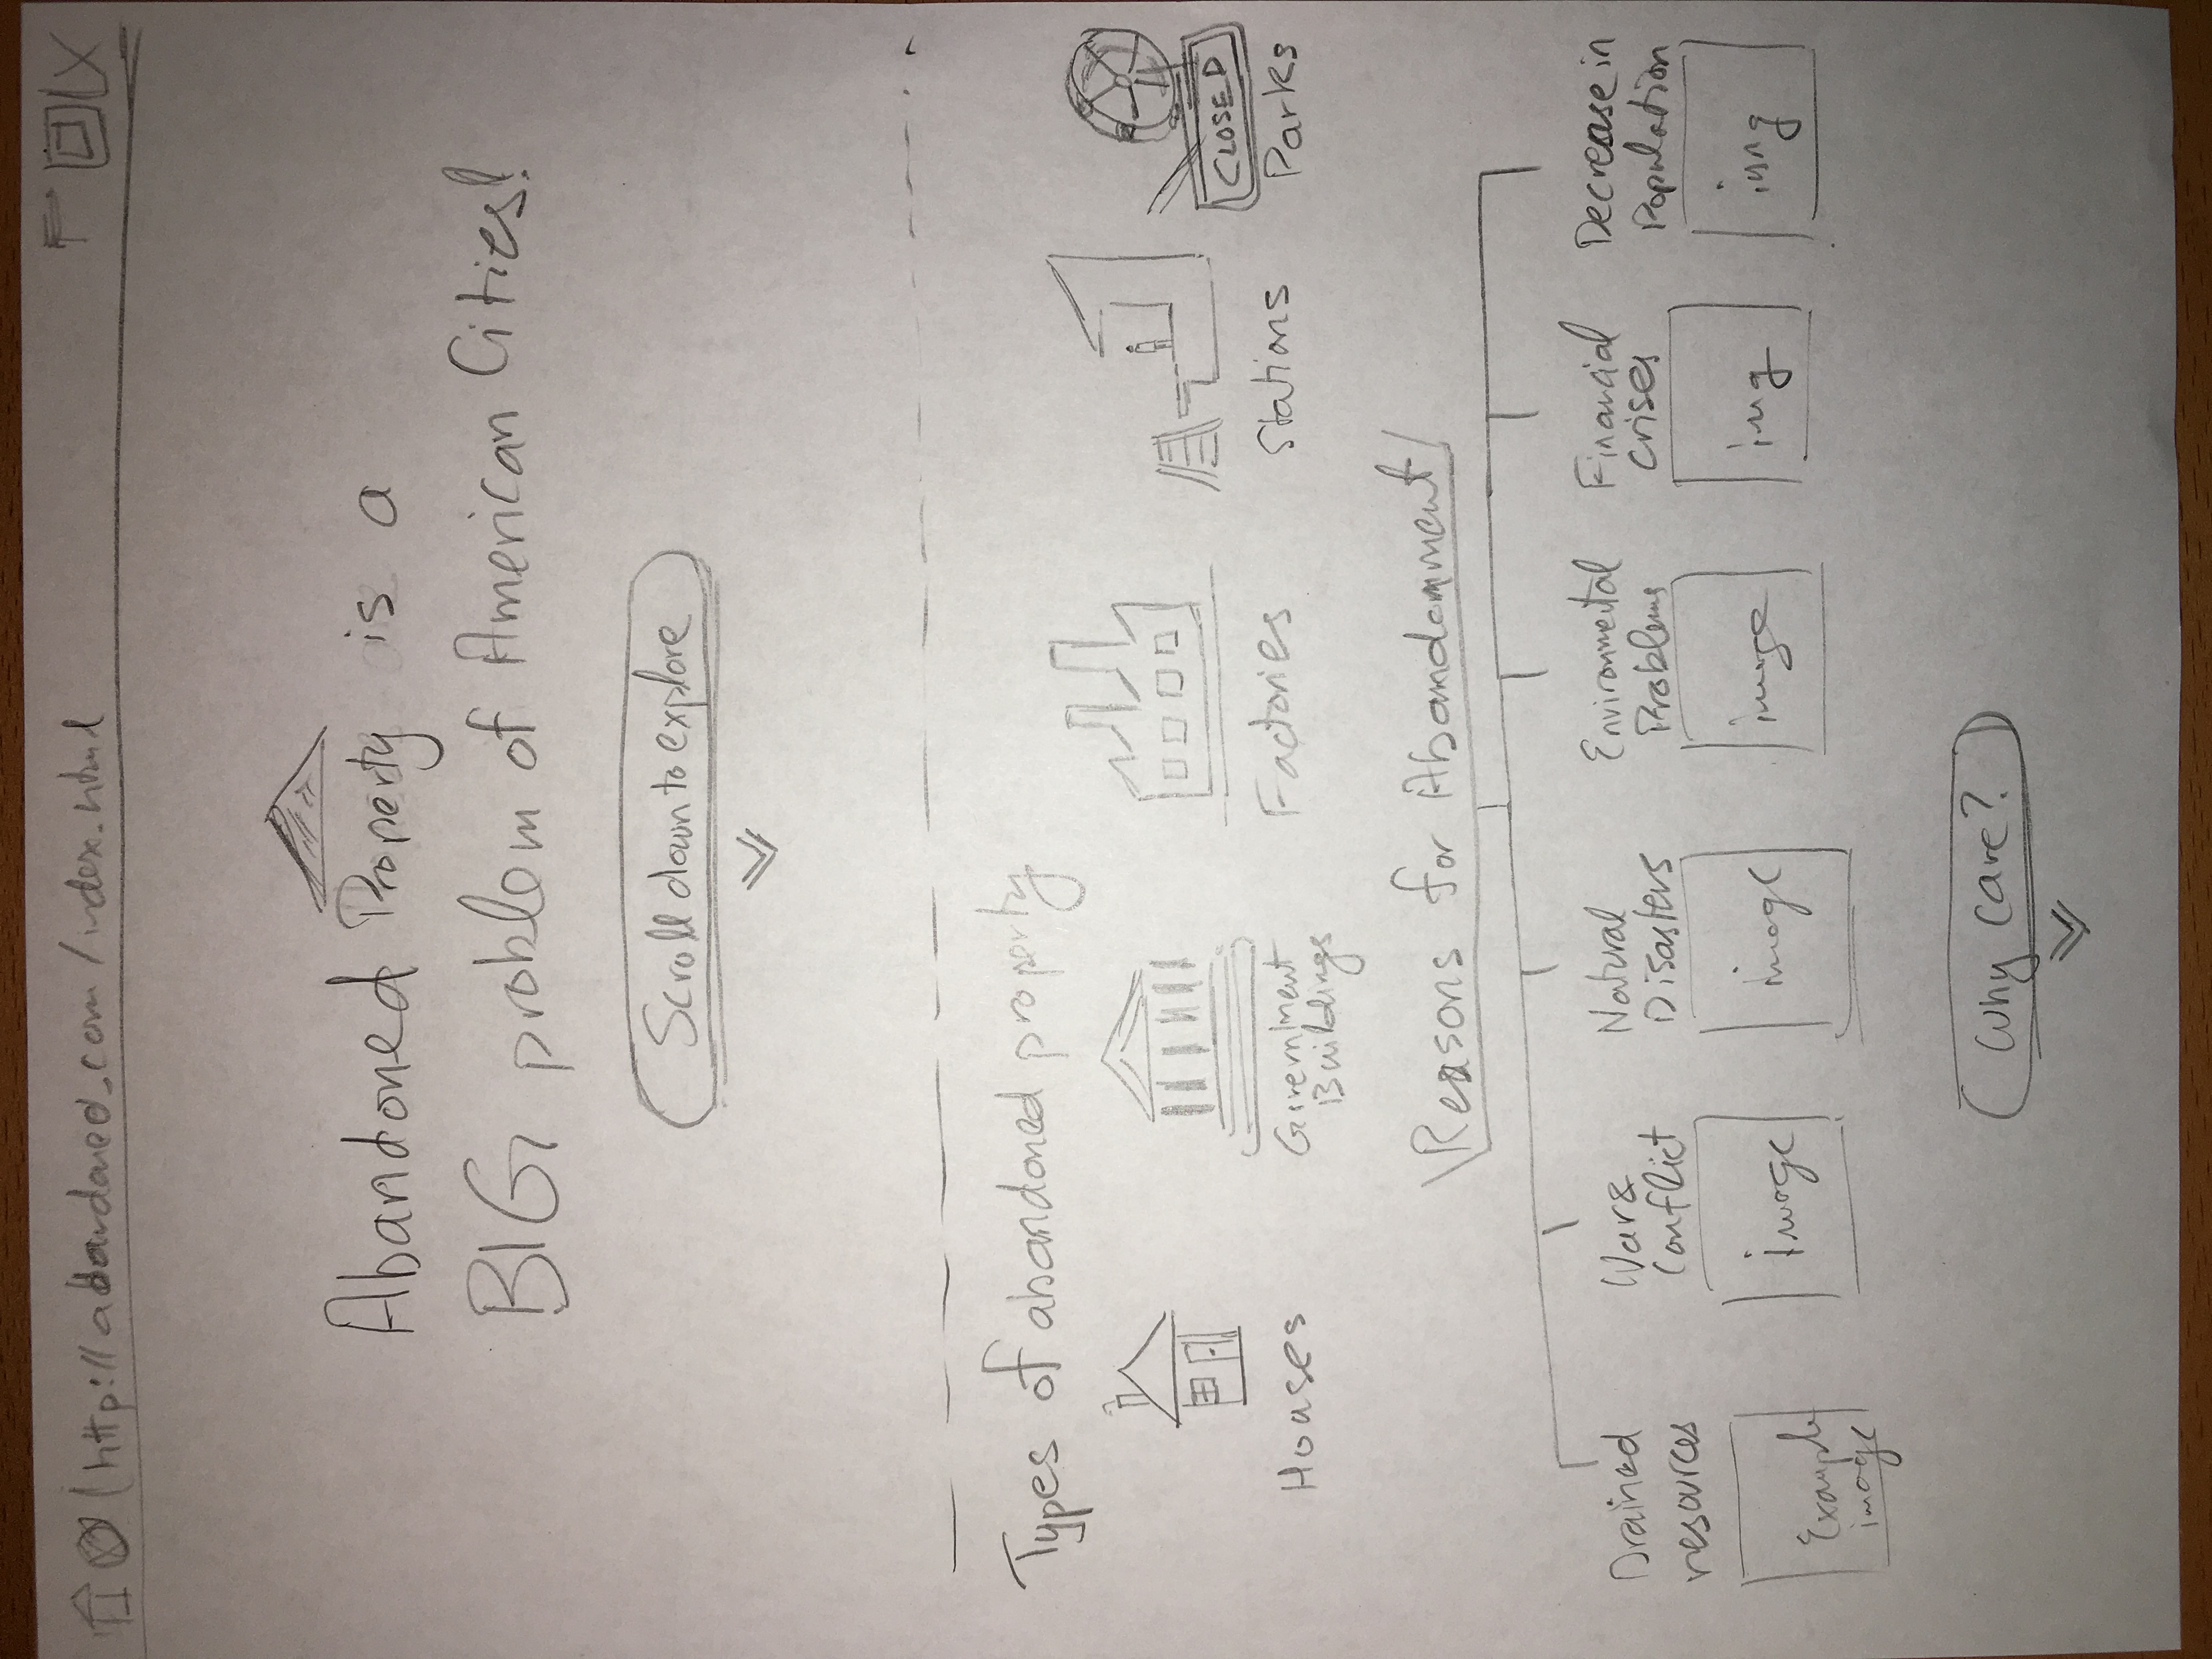 http://abandoned.com/index.html
Abandoned Property is a
BIG problem of American Cities!
Scroll down to explore
Types of abandoned property
CLOSED
Houses
Government
Buildings
Factories
Stations
Parks
Reasons for Abandonment
Drained
resources
War &
Conflict
Natural
Disasters
Environmental
Problems
Financial
crises
Decrease in
Population
Example
image
image
image
image
img
img
Why care?